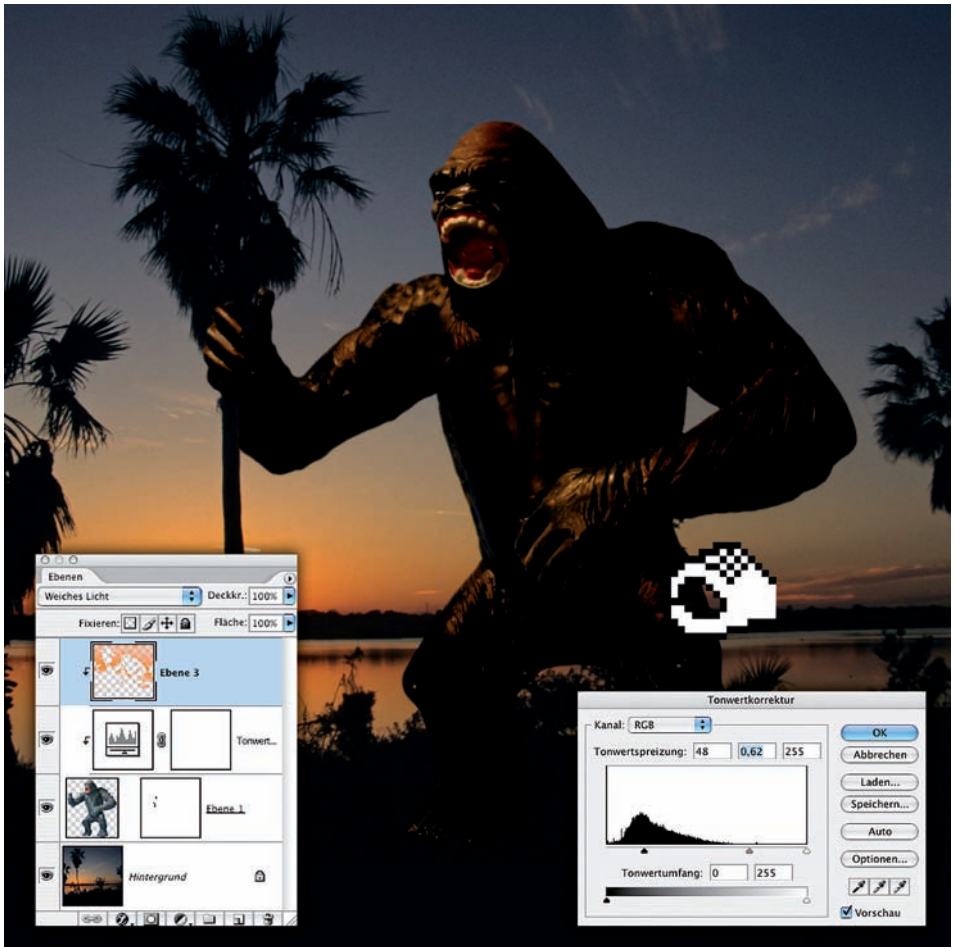 Ebenen
Weiches Licht Deckkr.: 100%
Fixieren: Fläche: 100%
Ebene 3
Tonwert...
Ebene 1
Hintergrund
Tonwertkorrektur
Kanal: RGB
Tonwertspreizung: 48 0,62 255
Tonwertumfang: 0 255
OK
Abbrechen
Laden...
Speichern...
Auto
Optionen...
Vorschau